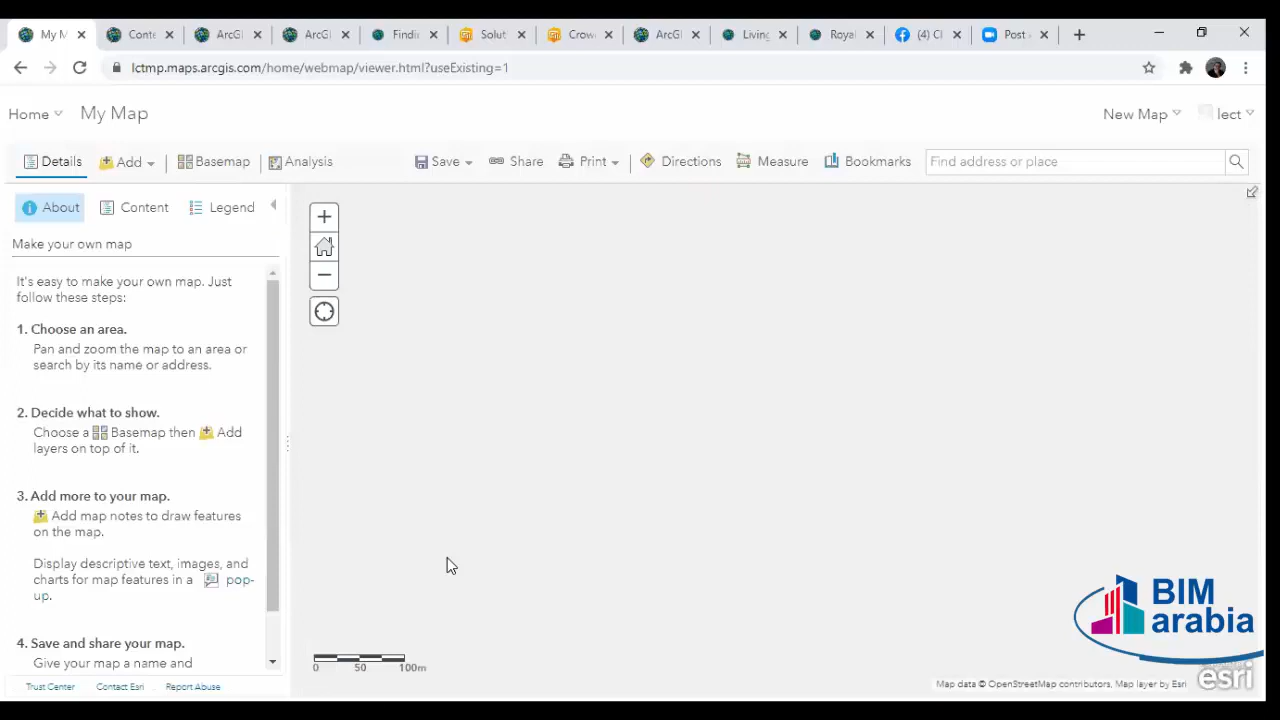 My M
Conte
ArcGI
ArcGI
Findi
Solut
Crow
ArcGI
Living
Royal
(4) Cl
Post
lctmp.maps.arcgis.com/home/webmap/viewer.html?useExisting=1
Home My Map New Map lect
Details Add Basemap Analysis Save Share Print Directions Measure Bookmarks Find address or place
About Content Legend
Make your own map
It's easy to make your own map. Just
follow these steps:
1. Choose an area.
Pan and zoom the map to an area or
search by its name or address.
2. Decide what to show.
Choose a Basemap then Add
layers on top of it.
3. Add more to your map.
Add map notes to draw features
on the map.
Display descriptive text, images, and
charts for map features in a pop-
up.
4. Save and share your map.
Give your map a name and
Trust Center Contact Esri Report Abuse
0 50 100m
BIM
arabia
Map data © OpenStreetMap contributors, Map layer by Esri
esri